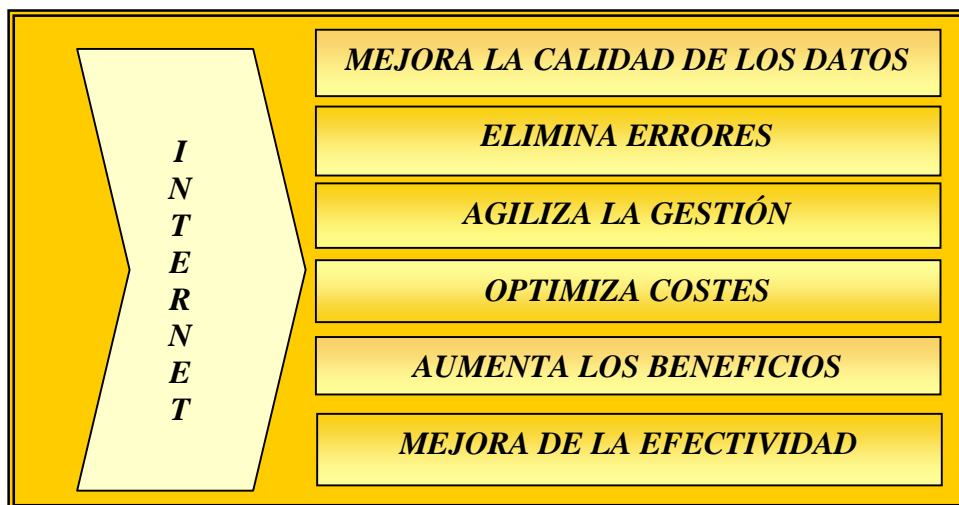 INTERNET
MEJORA LA CALIDAD DE LOS DATOS
ELIMINA ERRORES
AGILIZA LA GESTIÓN
OPTIMIZA COSTES
AUMENTA LOS BENEFICIOS
MEJORA DE LA EFECTIVIDAD